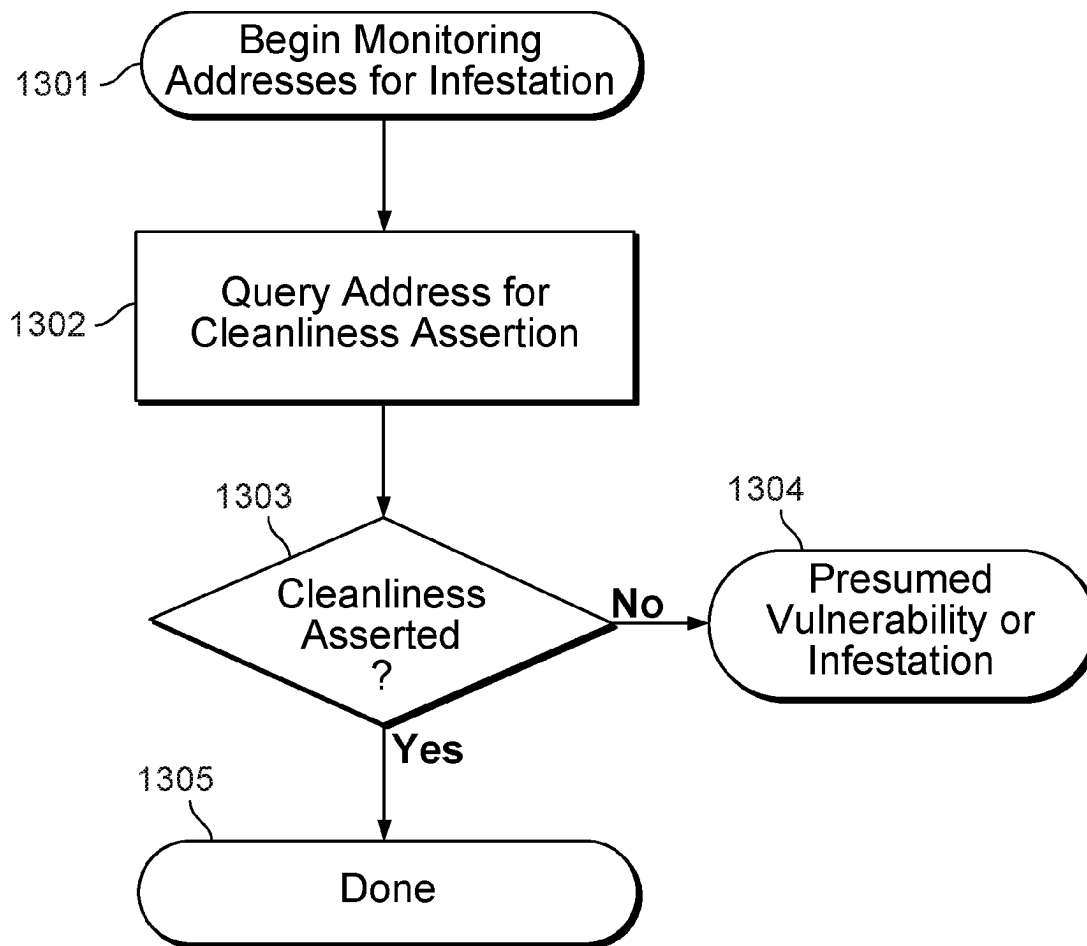 Begin Monitoring
Addresses for Infestation
1301
Query Address for
Cleanliness Assertion
1302
1303
Cleanliness
Asserted
?
No
1304
Presumed
Vulnerability or
Infestation
Yes
1305
Done